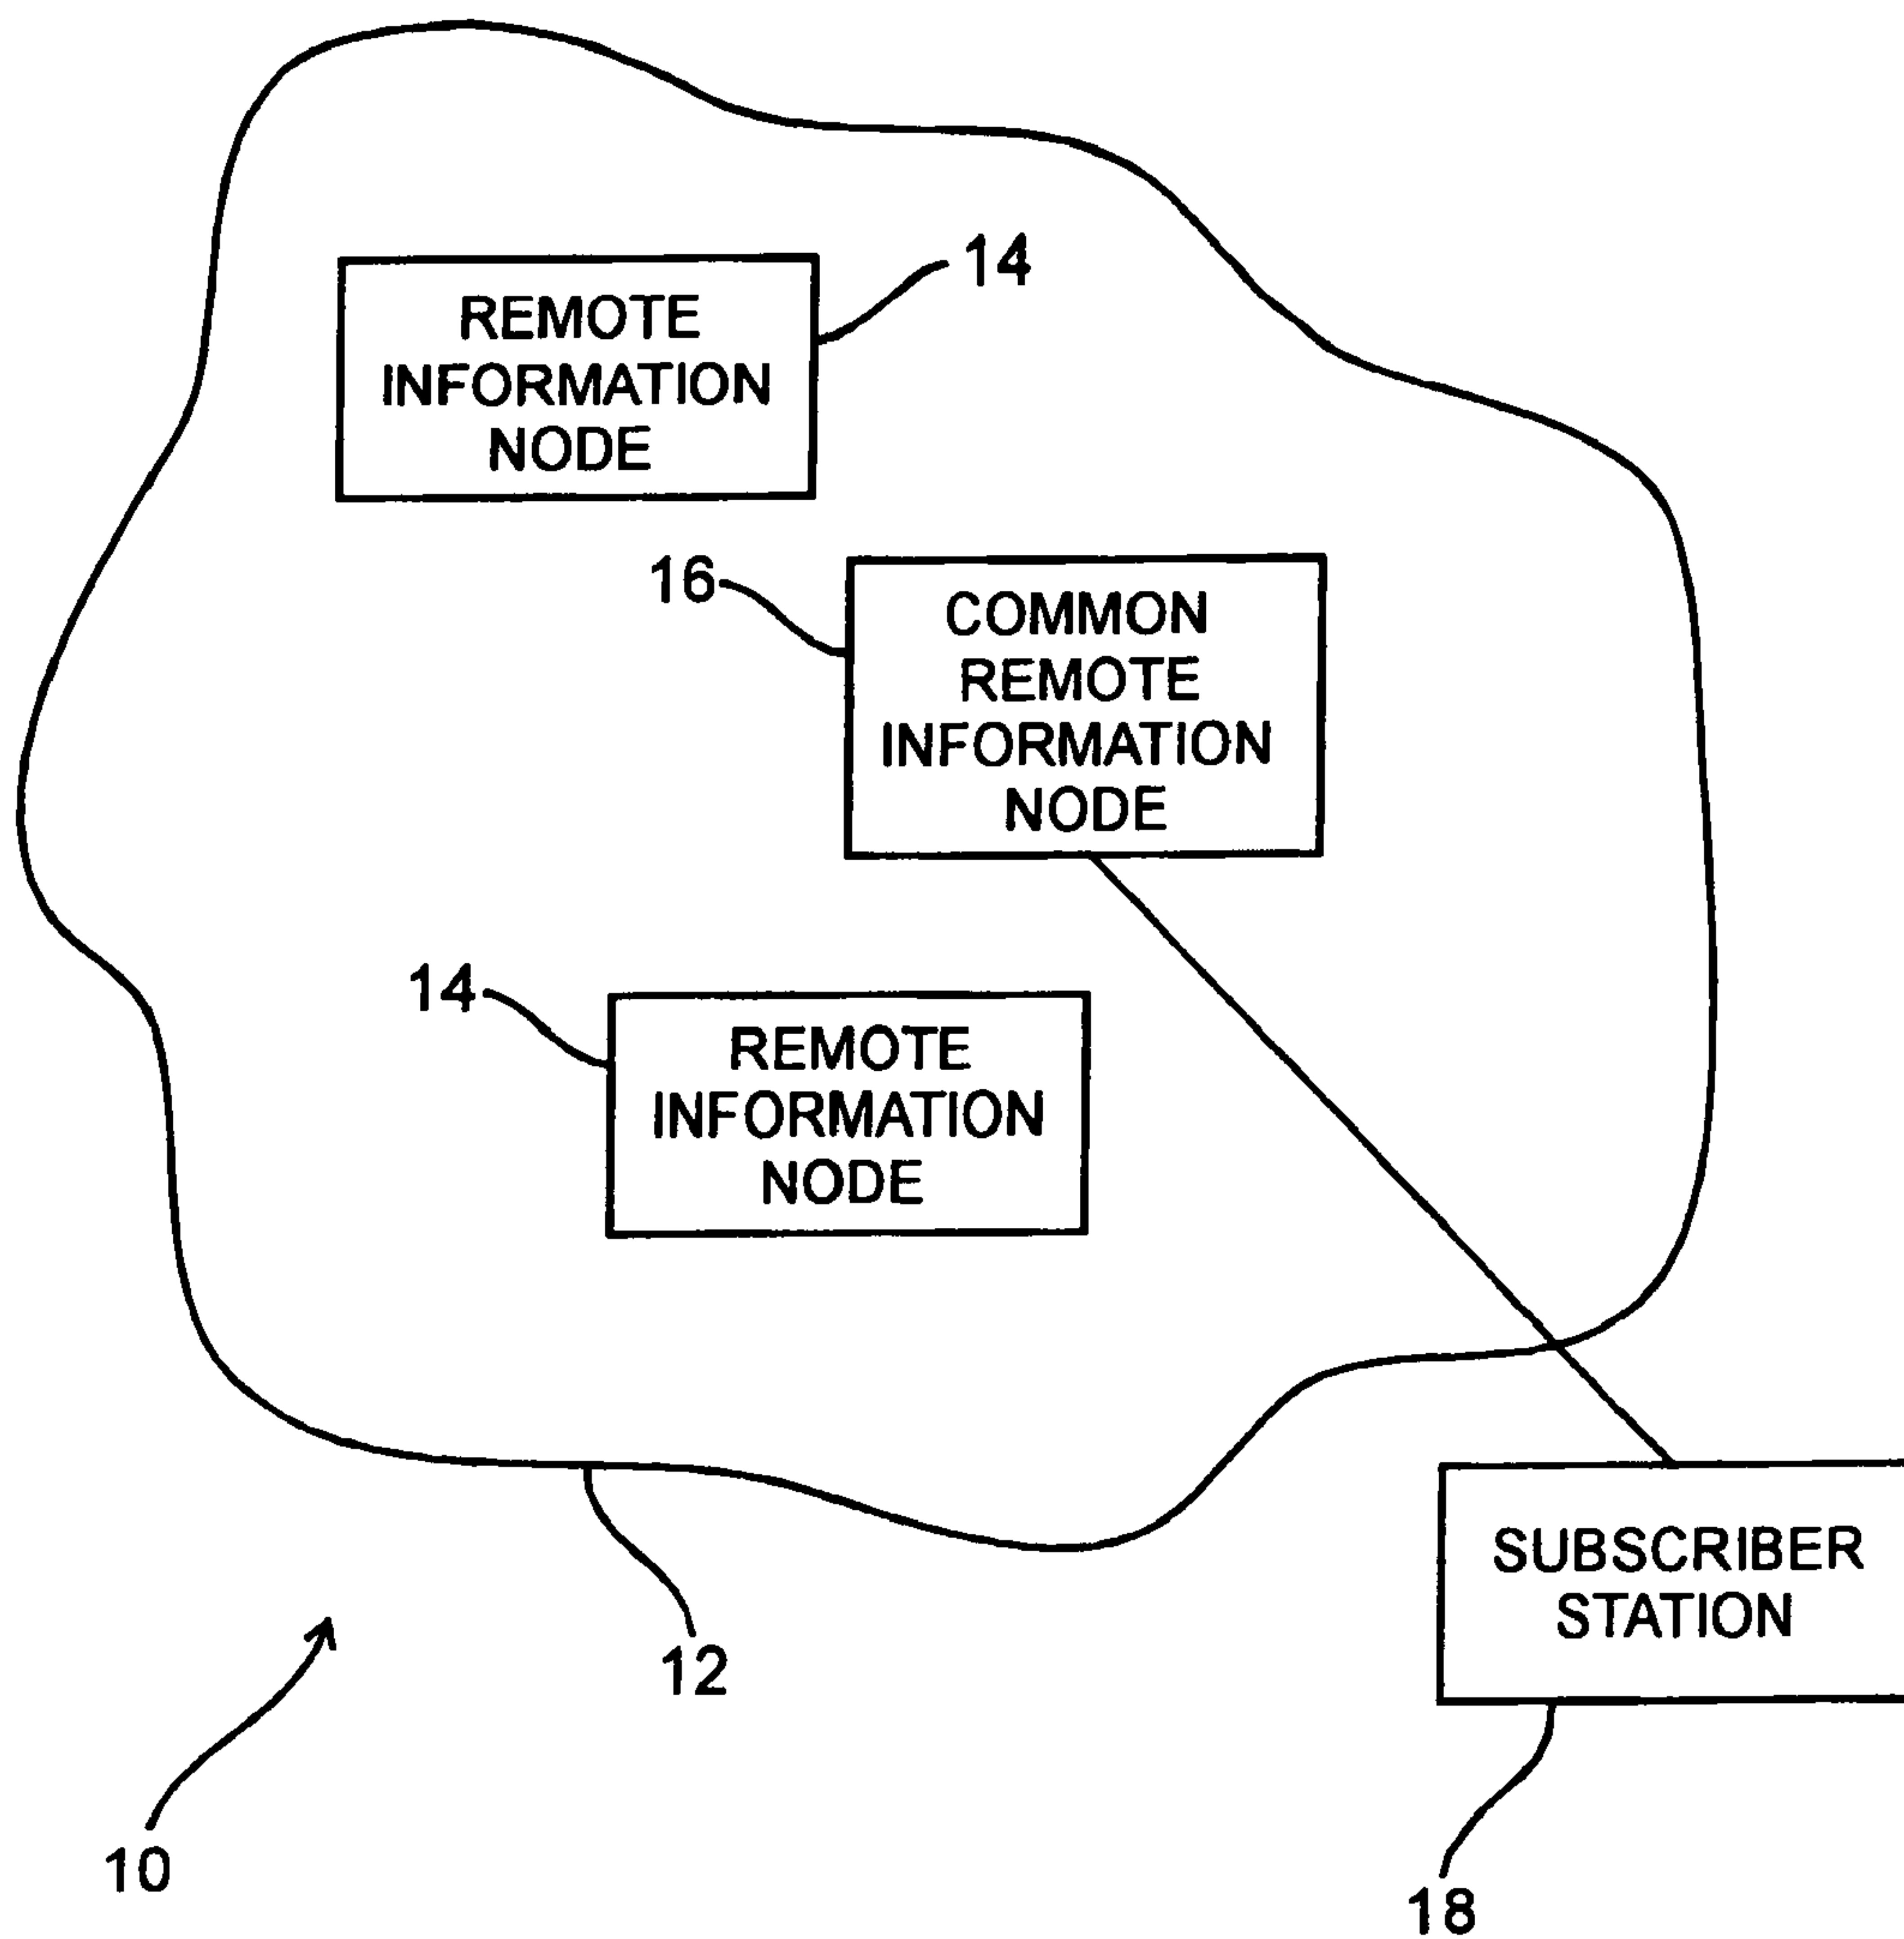 14
REMOTE
INFORMATION
NODE
16
COMMON
REMOTE
INFORMATION
NODE
14
REMOTE
INFORMATION
NODE
SUBSCRIBER
STATION
12
10
18